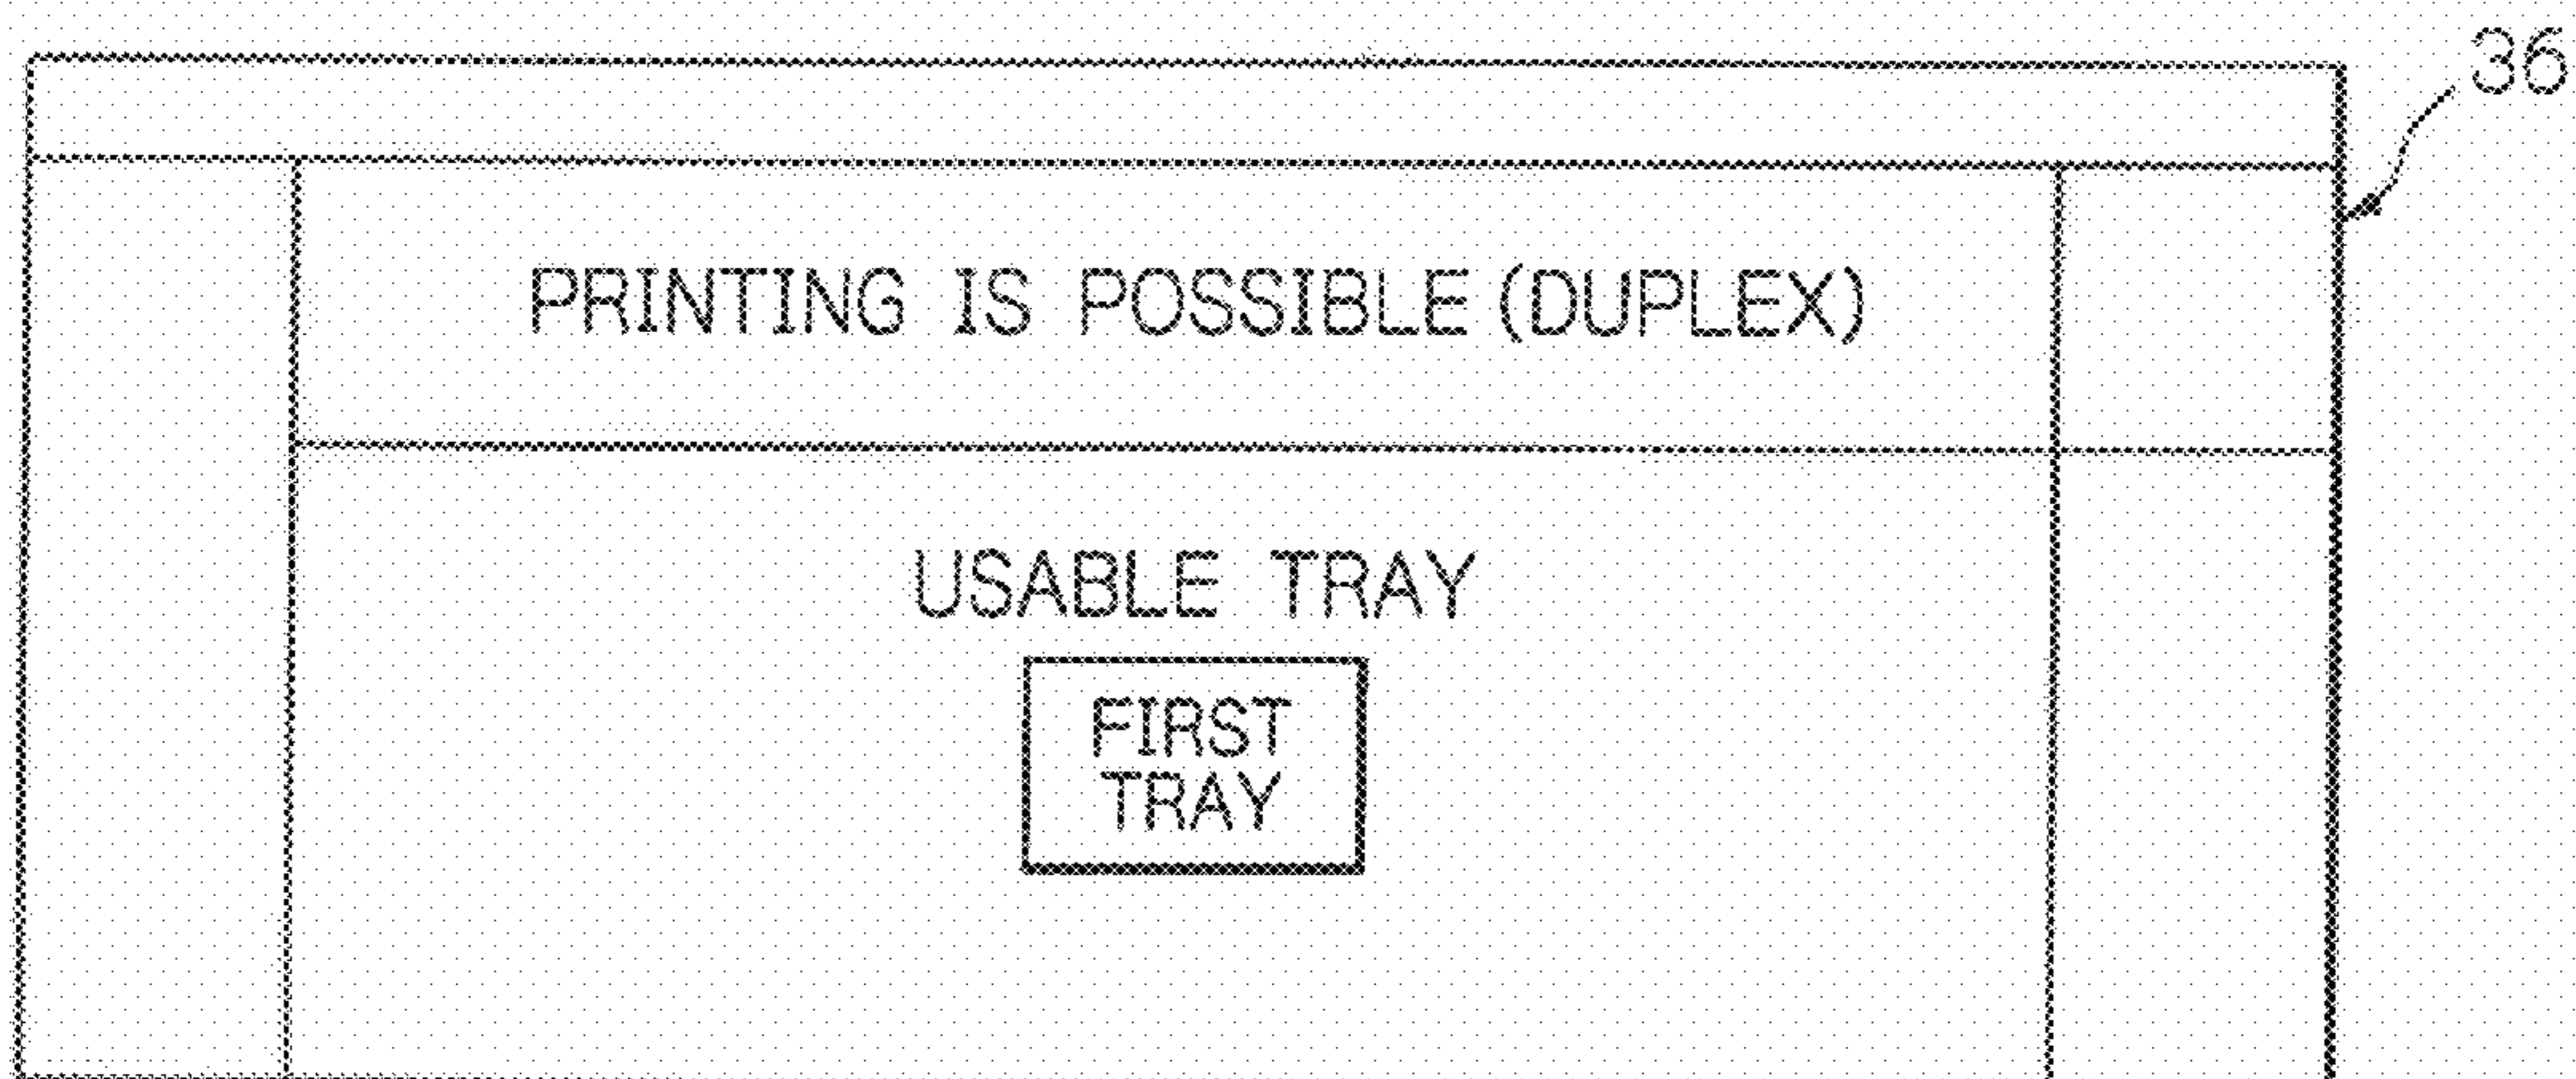 36
PRINTING IS POSSIBLE (DUPLEX)
USABLE TRAY
FIRST
TRAY